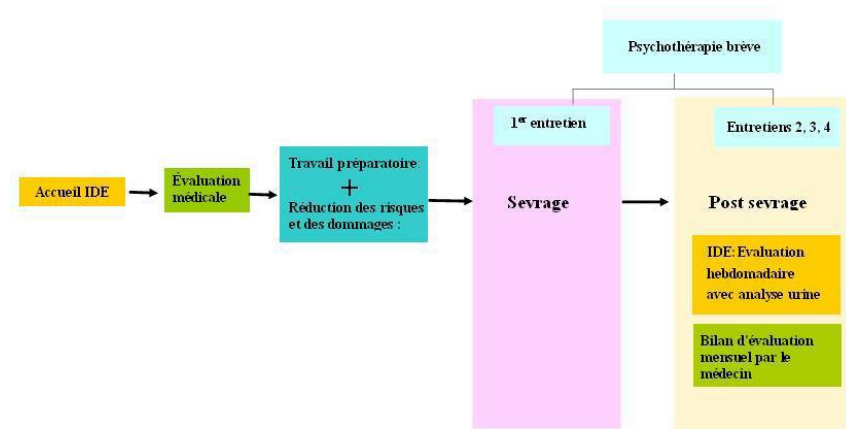 Psychothérapie brève
1er entretien
Entretiens 2, 3, 4
Accueil IDE
Évaluation
médicale
Travail préparatoire
+
Réduction des risques
et des dommages :
Sevrage
Post sevrage
IDE: Evaluation
hebdomadaire
avec analyse urine
Bilan d'évaluation
mensuel par le
médecin